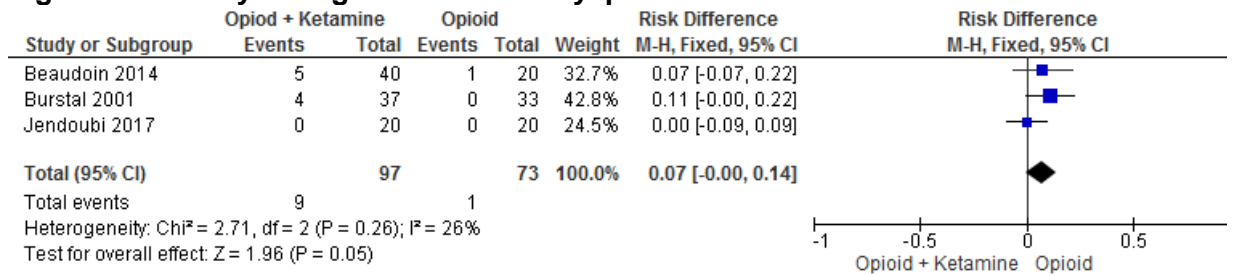 Opiod + Ketamine Opioid Risk Difference Risk Difference
Study or Subgroup Events Total Events Total Weight M-H, Fixed, 95% CI M-H, Fixed, 95% CI
Beaudoin 2014 5 40 1 20 32.7% 0.07 [-0.07, 0.22]
Burstal 2001 4 37 0 33 42.8% 0.11 [-0.00, 0.22]
Jendoubi 2017 0 20 0 20 24.5% 0.00 [-0.09, 0.09]
Total (95% CI) 97 73 100.0% 0.07 [-0.00, 0.14]
Total events 9 1
Heterogeneity: Chi² = 2.71, df = 2 (P = 0.26); I² = 26%
Test for overall effect: Z = 1.96 (P = 0.05)
-1 -0.5 0 0.5
Opioid + Ketamine Opioid